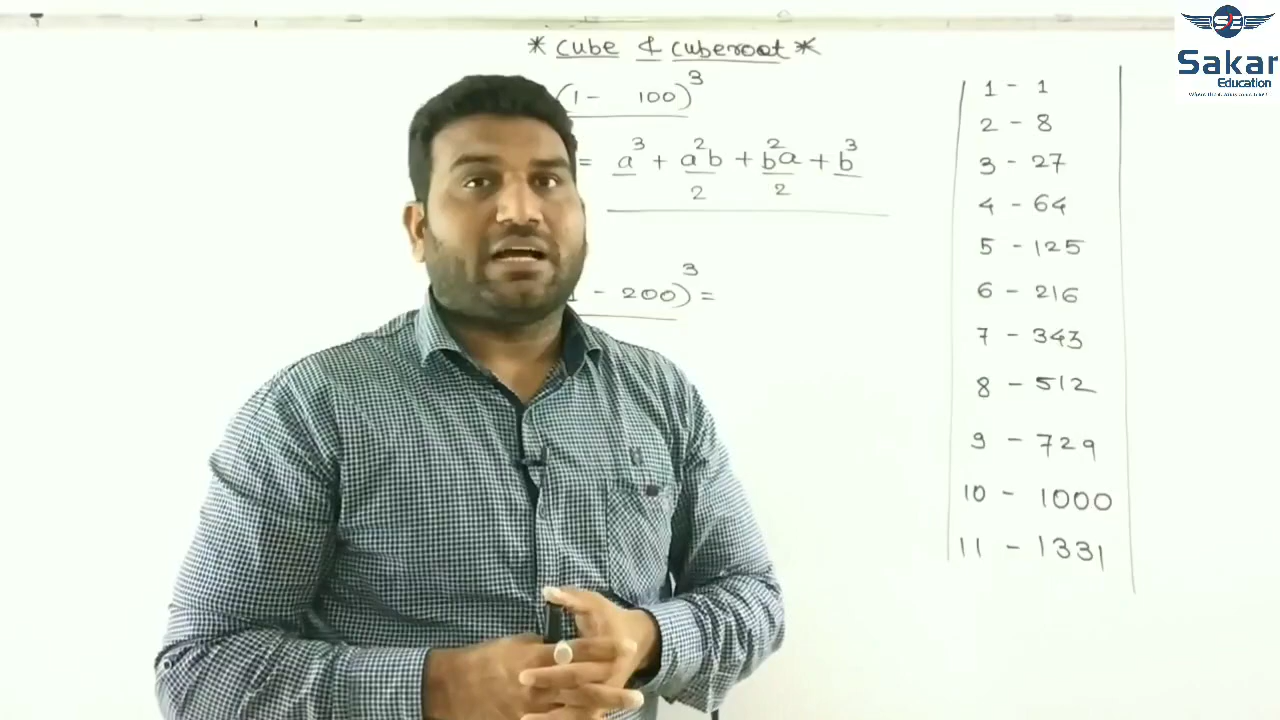 * cube & cuberoot *
(1 - 100)³
= a³ + a²b + b²a + b³
2 2
1 - 200)³ =
1 - 1
2 - 8
3 - 27
4 - 64
5 - 125
6 - 216
7 - 343
8 - 512
9 - 729
10 - 1000
11 - 1331
Sakar
Education